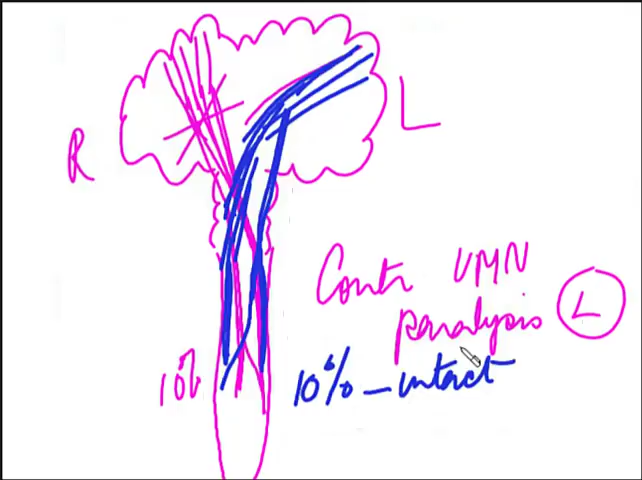 R
L
Contr UMN
paralysis L
10%
10% - intact